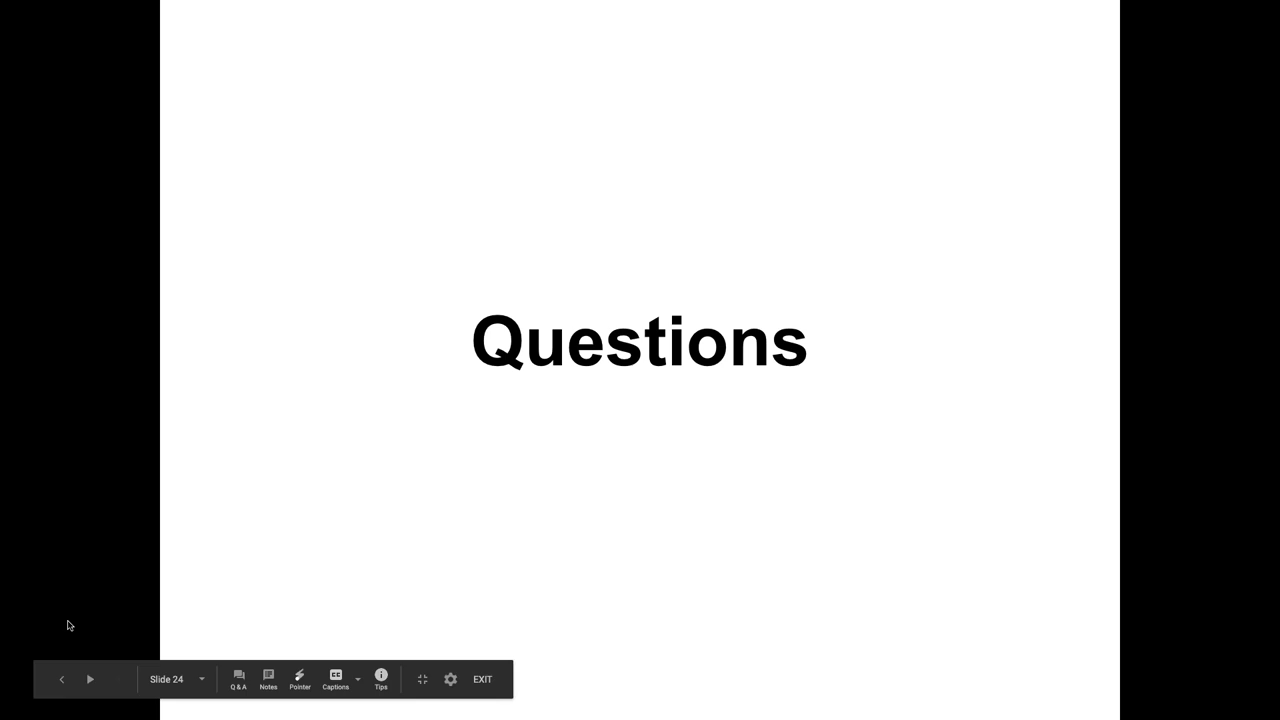 Questions
Slide 24
Q & A
Notes
Pointer
Captions
Tips
EXIT